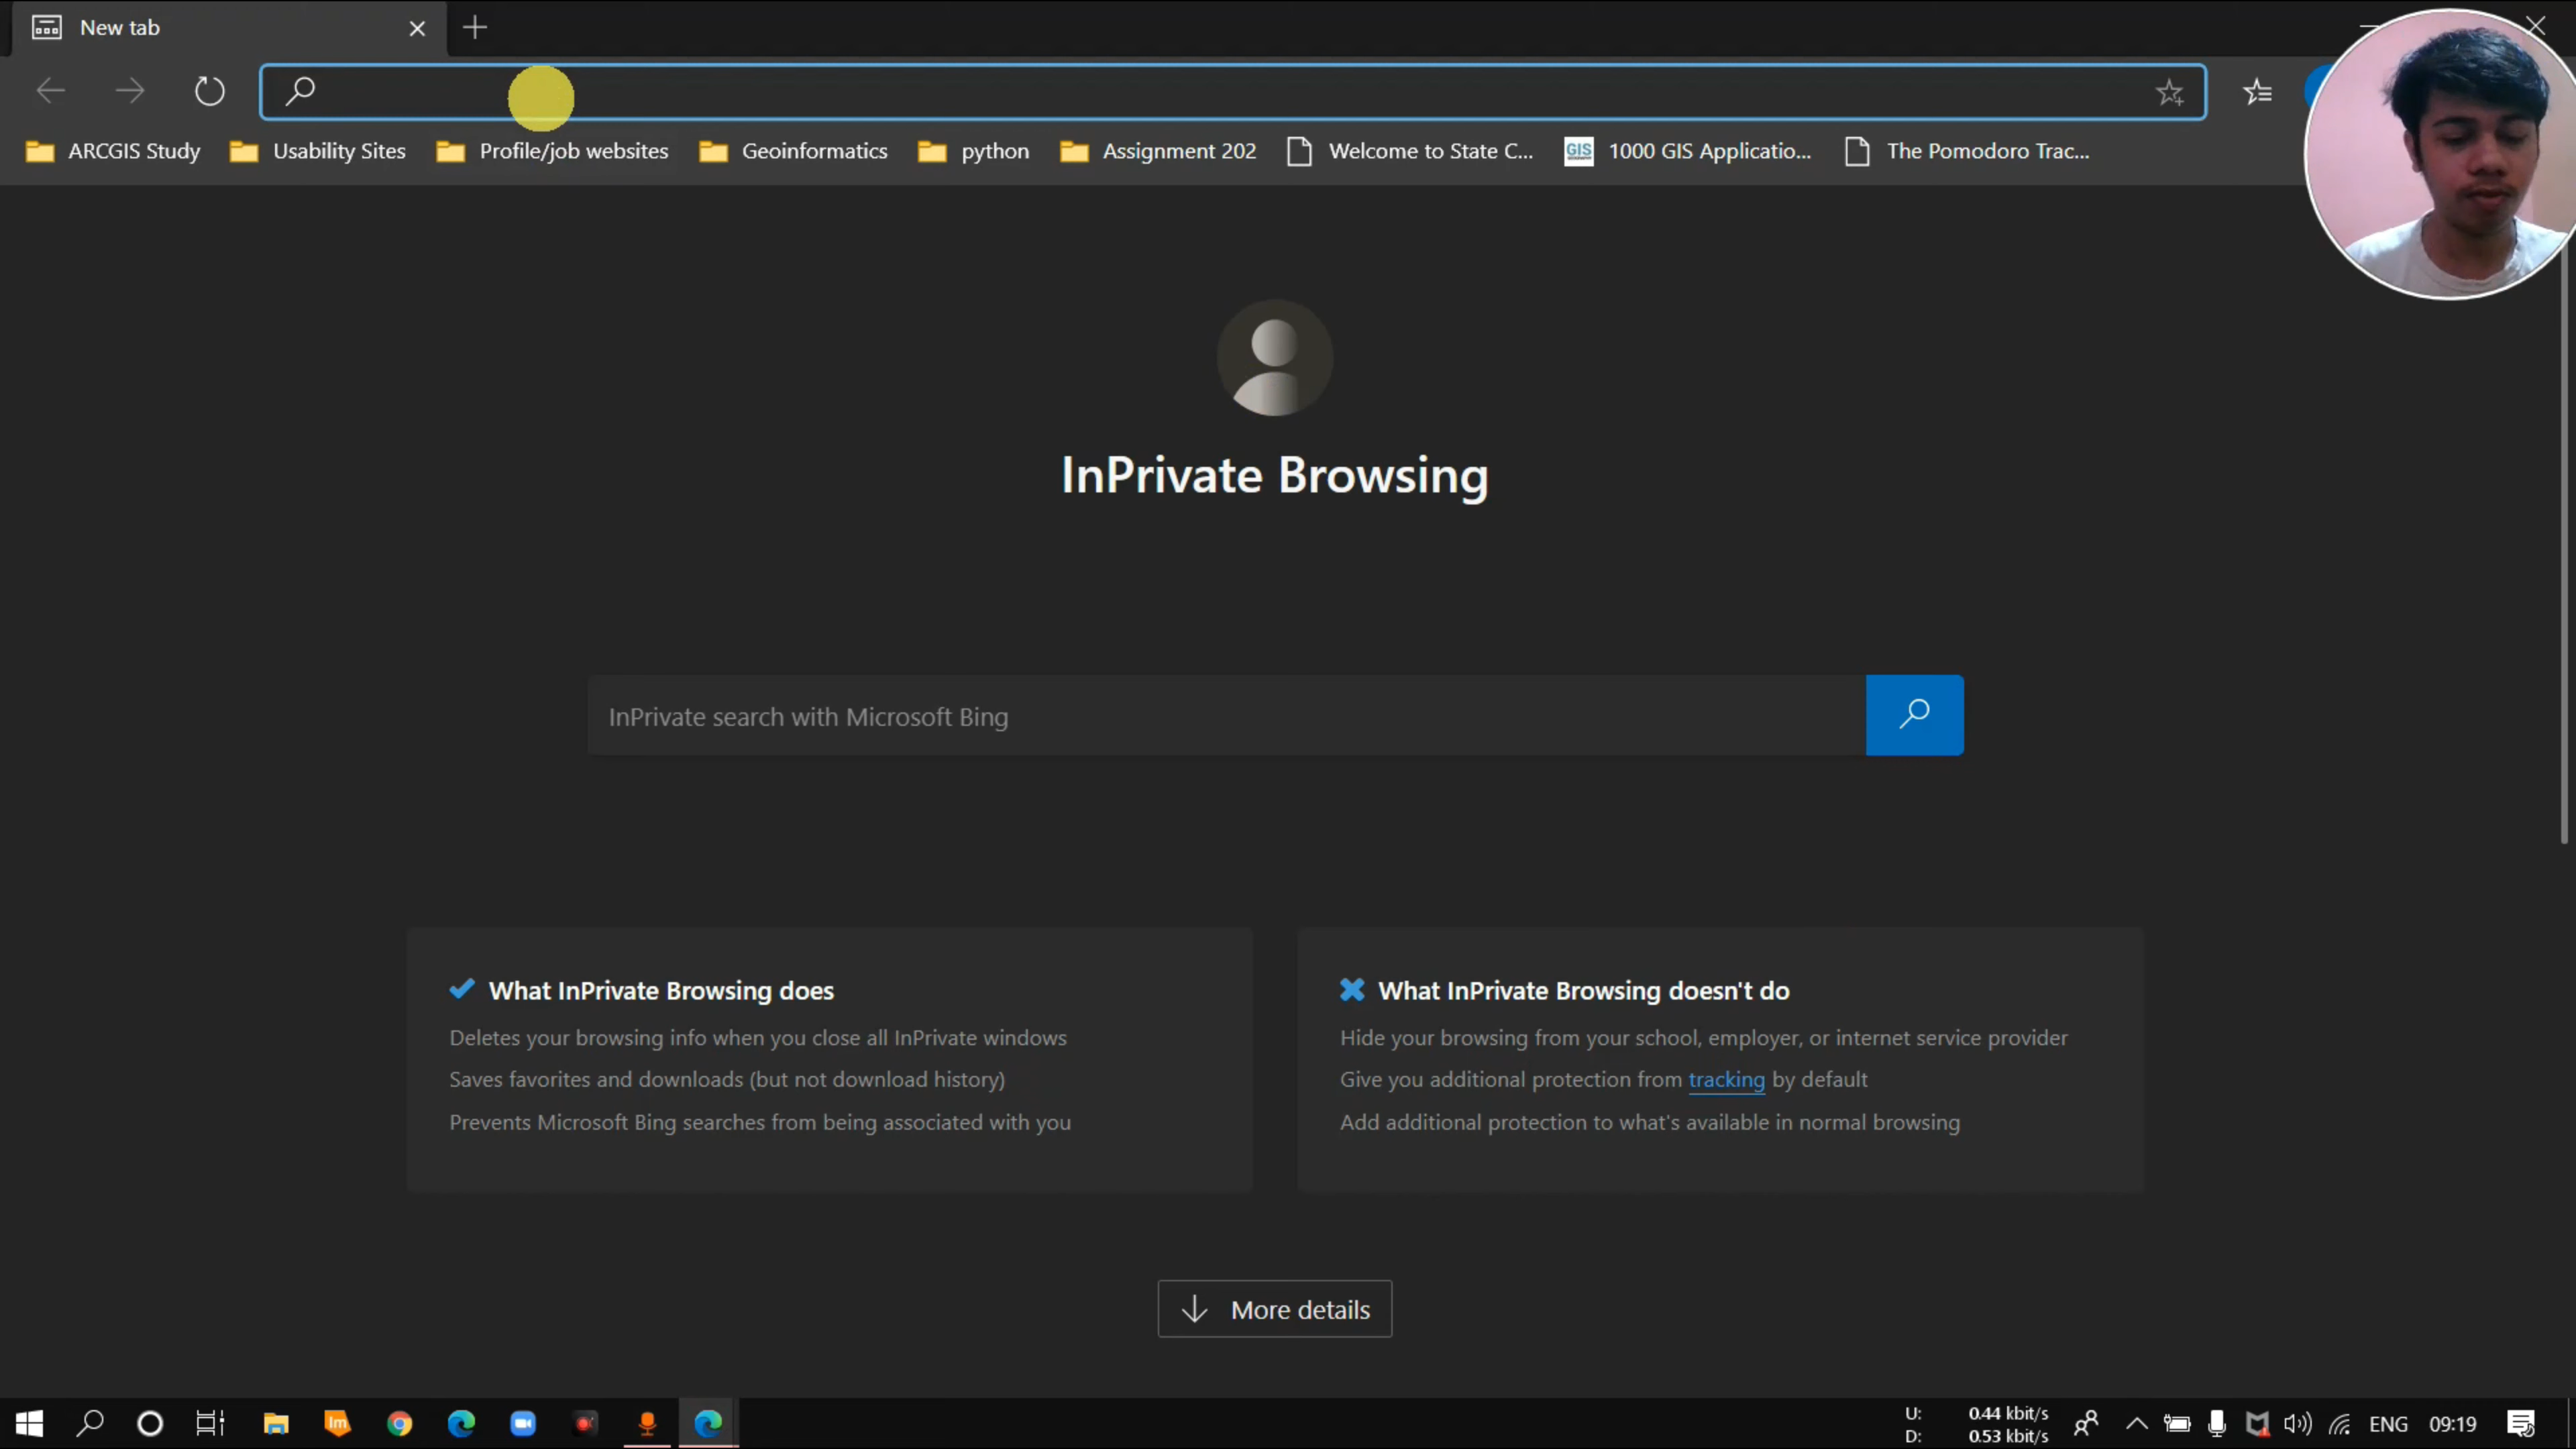 New tab
ARCGIS Study Usability Sites Profile/job websites Geoinformatics python Assignment 202 Welcome to State C... GIS 1000 GIS Applicatio... The Pomodoro Trac...
InPrivate Browsing
InPrivate search with Microsoft Bing
What InPrivate Browsing does
Deletes your browsing info when you close all InPrivate windows
Saves favorites and downloads (but not download history)
Prevents Microsoft Bing searches from being associated with you
What InPrivate Browsing doesn't do
Hide your browsing from your school, employer, or internet service provider
Give you additional protection from tracking by default
Add additional protection to what's available in normal browsing
More details
Im
U: 0.44 kbit/s
D: 0.53 kbit/s
ENG 09:19